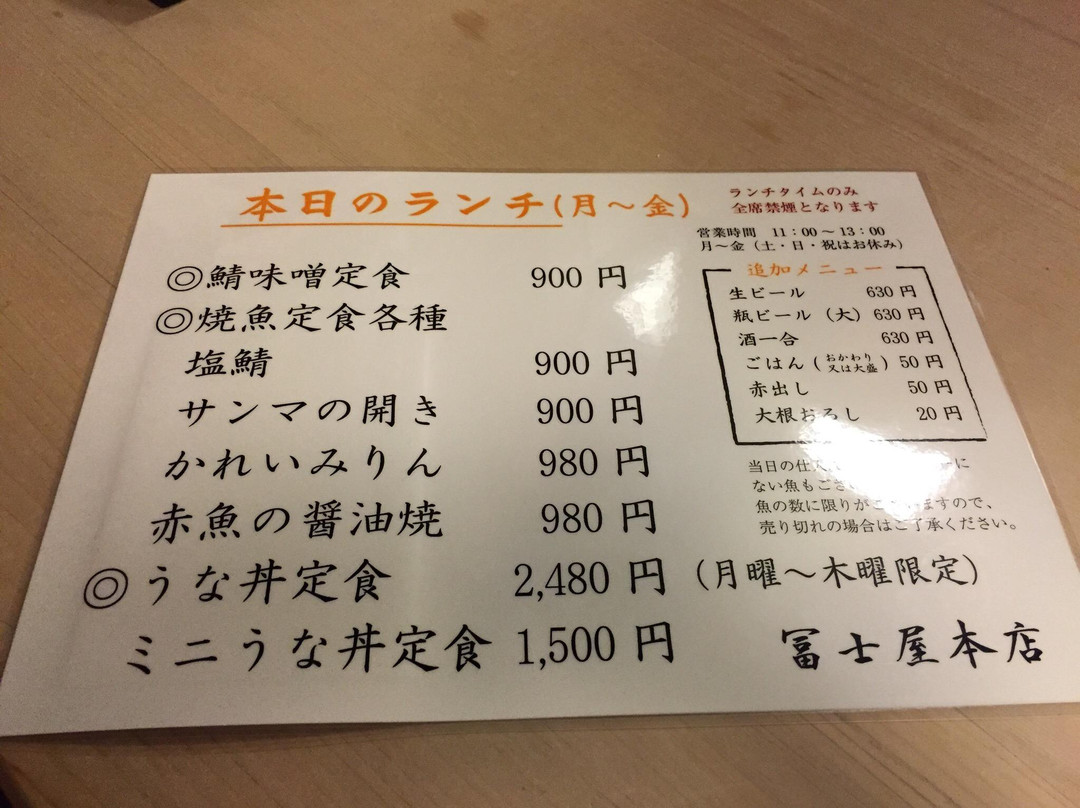 本日のランチ(月〜金)
ランチタイムのみ
全席禁煙となります
営業時間 11：00〜13：00
月〜金（土・日・祝はお休み）
◎鯖味噌定食 900円
◎焼魚定食各種
塩鯖 900円
サンマの開き 900円
かれいみりん 980円
赤魚の醤油焼 980円
◎うな丼定食 2,480円（月曜〜木曜限定）
ミニうな丼定食 1,500円
追加メニュー
生ビール 630円
瓶ビール（大）630円
酒一合 630円
ごはん（おかわり又は大盛）50円
赤出し 50円
大根おろし 20円
当日の仕 に
ない魚もござ
魚の数に限りがございますので、
売り切れの場合はご了承ください。
冨士屋本店